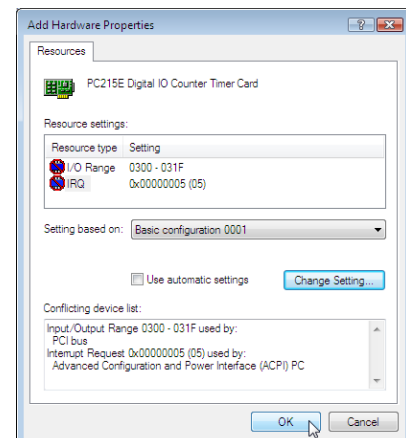 Add Hardware Properties
Resources
PC215E Digital IO Counter Timer Card
Resource settings:
Resource type Setting
I/O Range 0300 - 031F
IRQ 0x00000005 (05)
Setting based on: Basic configuration 0001
Use automatic settings Change Setting...
Conflicting device list:
Input/Output Range 0300 - 031F used by:
PCI bus
Interrupt Request 0x00000005 (05) used by:
Advanced Configuration and Power Interface (ACPI) PC
OK Cancel